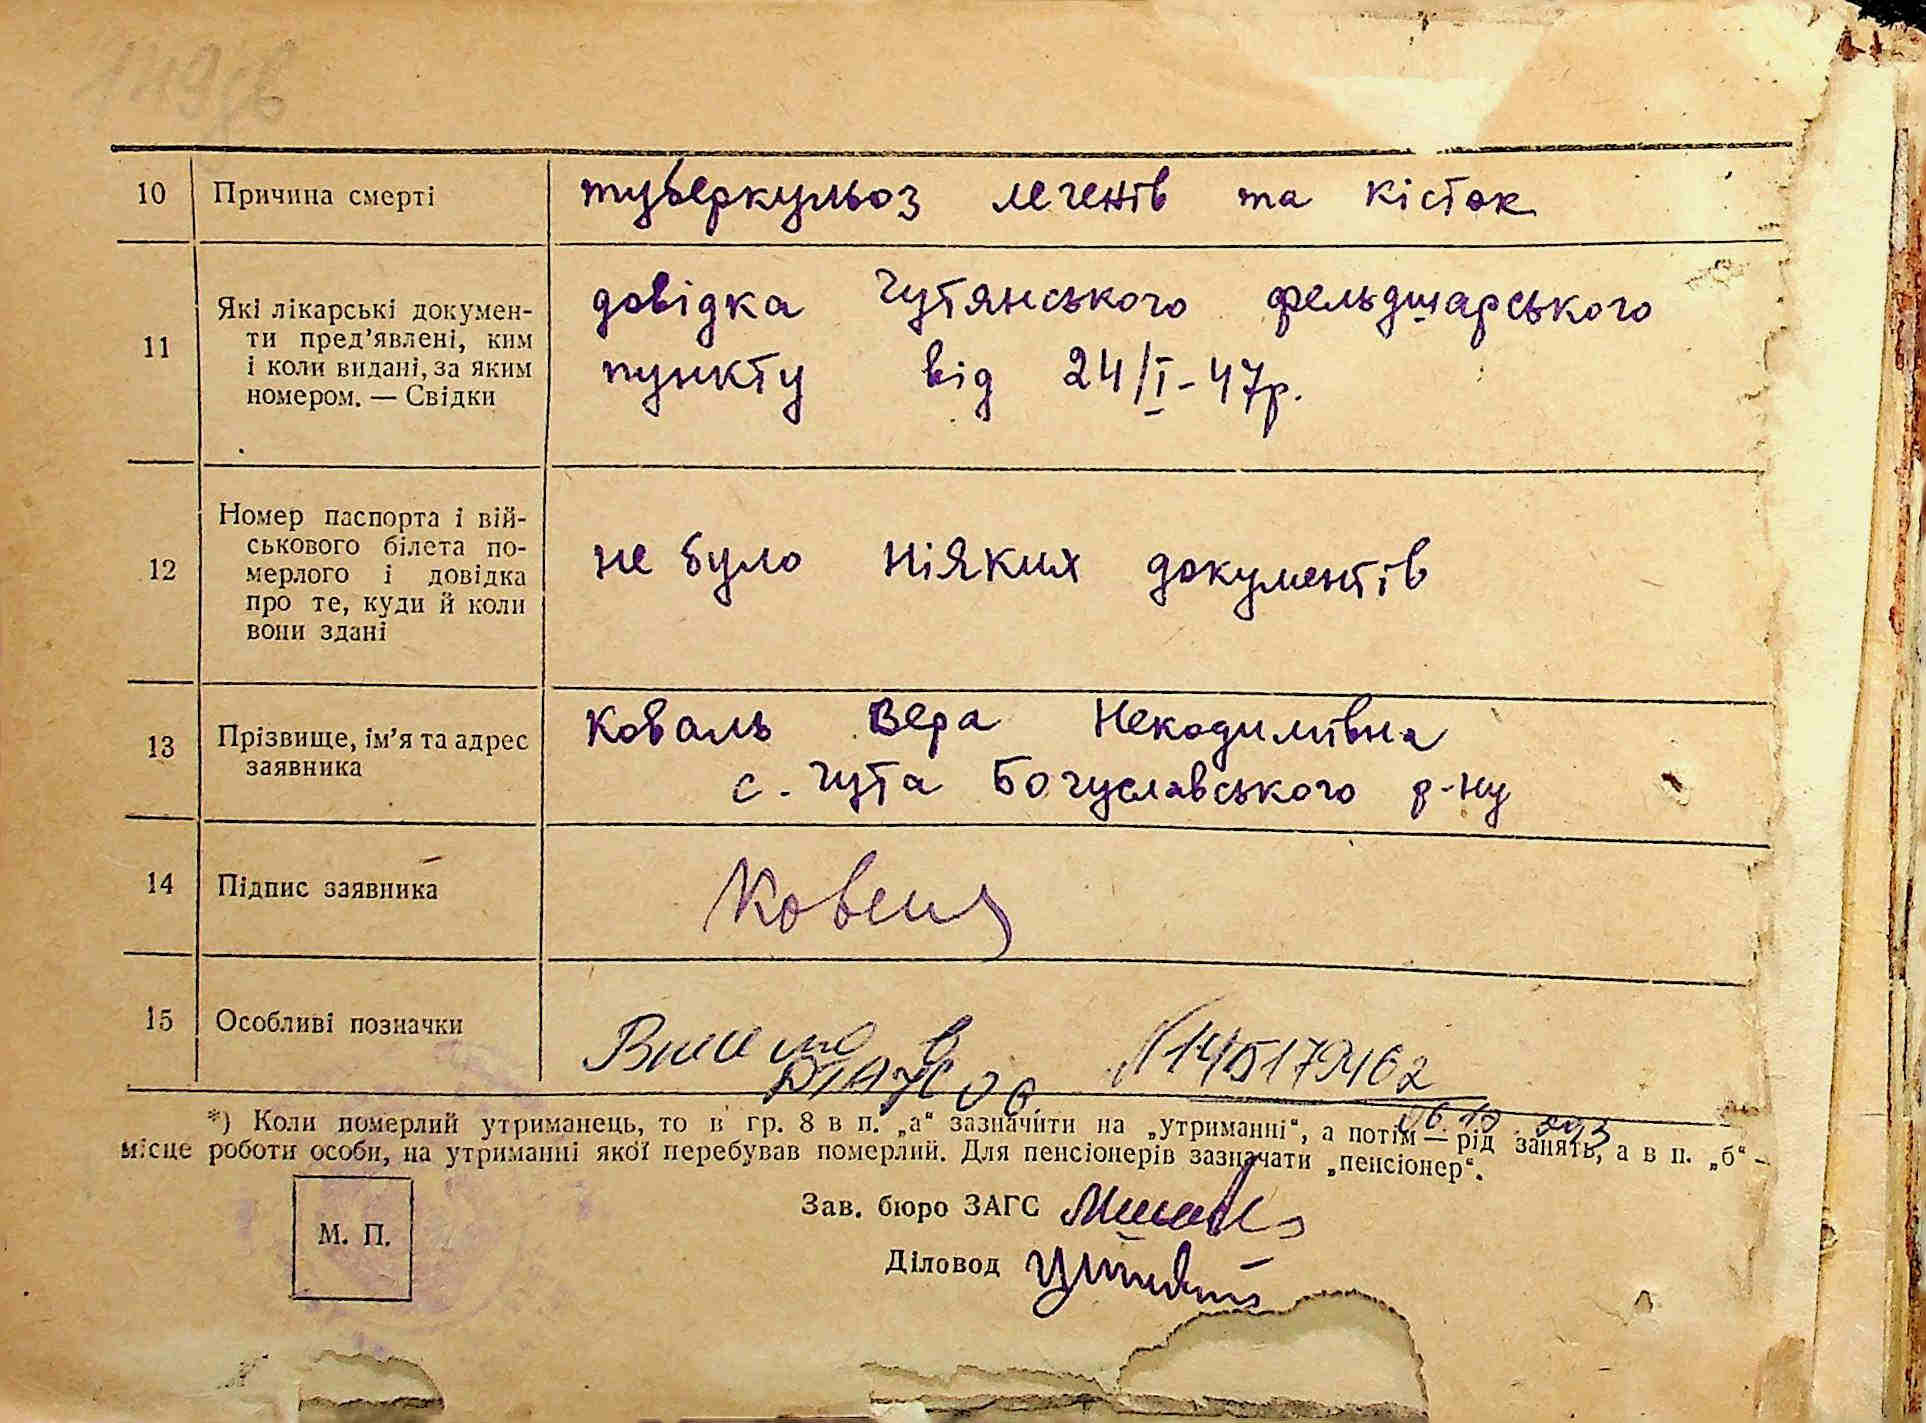 10 Причина смерті туберкульоз легенів та кісток
11 Які лікарські докумен-
ти пред’явлені, ким
і коли видані, за яким
номером. — Свідки
довідка Гутянського фельдшарського
пункту від 24/I-47р.
12 Номер паспорта і вій-
ськового білета по-
мерлого і довідка
про те, куди й коли
вони здані
не було ніяких документів
13 Прізвище, ім’я та адрес
заявника
Коваль Вера Некодимівна
с. Гута Богуславського р-ну
14 Підпис заявника
15 Особливі позначки
в
ДРАЦСОГ
*) Коли померлий утриманець, то в гр. 8 в п. „а“ зазначити на „утриманні“, а потім — рід занять, а в п. „б“ -
місце роботи особи, на утриманні якої перебував померлий. Для пенсіонерів зазначати „пенсіонер“.
Зав. бюро ЗАГС
М. П.
Діловод